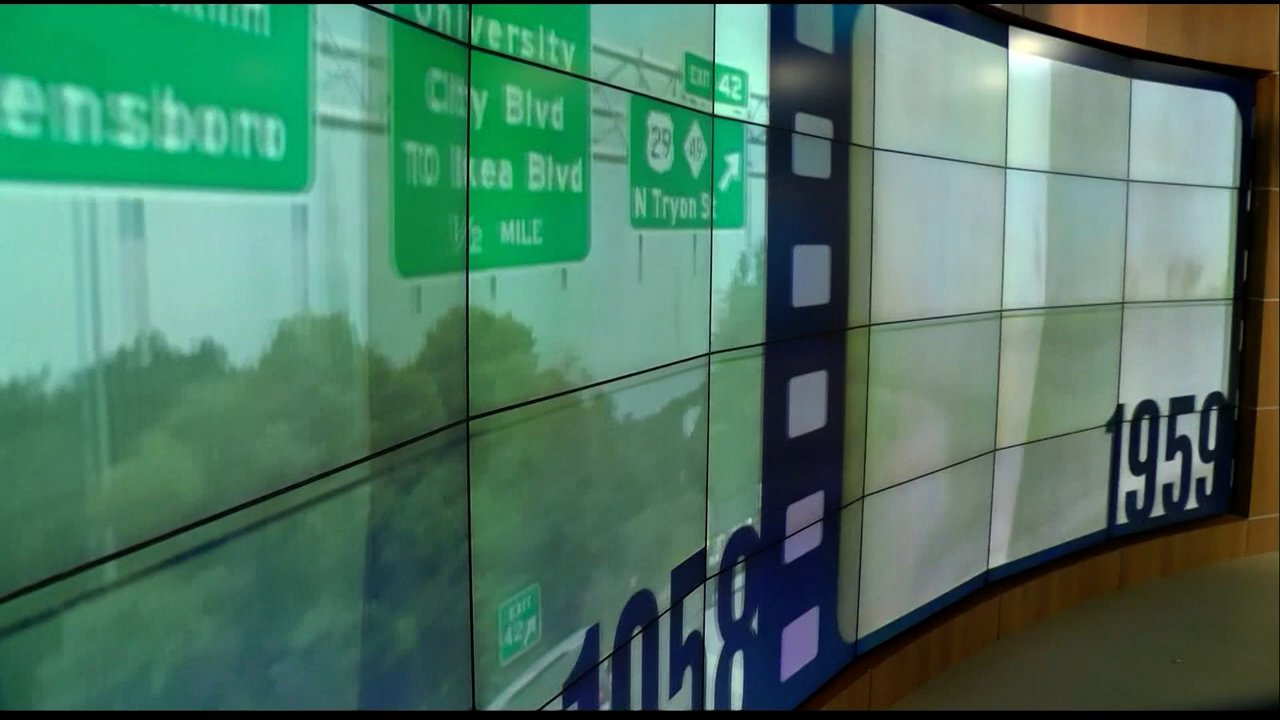 ensboro
University
City Blvd
TO Ikea Blvd
1/2 MILE
EXIT 42
29 49
N Tryon St
EXIT
42
1958
1959